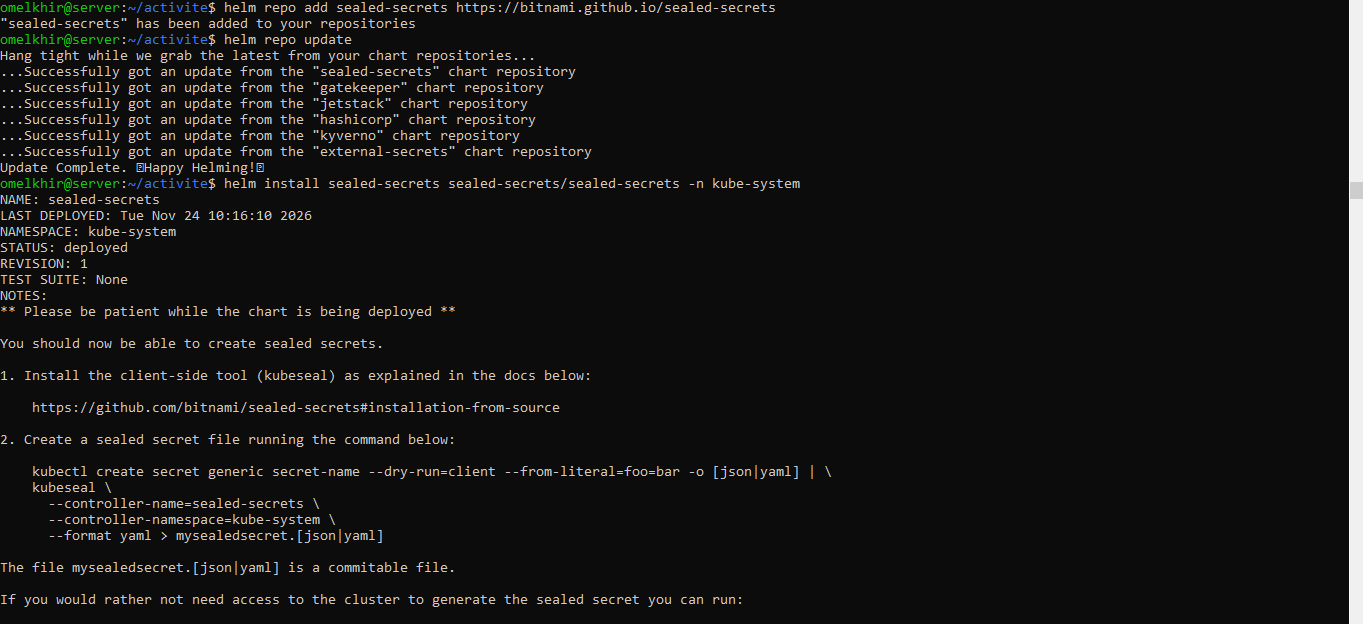 omelkhir@server:~/activite$ helm repo add sealed-secrets https://bitnami.github.io/sealed-secrets
"sealed-secrets" has been added to your repositories
omelkhir@server:~/activite$ helm repo update
Hang tight while we grab the latest from your chart repositories...
...Successfully got an update from the "sealed-secrets" chart repository
...Successfully got an update from the "gatekeeper" chart repository
...Successfully got an update from the "jetstack" chart repository
...Successfully got an update from the "hashicorp" chart repository
...Successfully got an update from the "kyverno" chart repository
...Successfully got an update from the "external-secrets" chart repository
Update Complete. ⍰Happy Helming!⍰
omelkhir@server:~/activite$ helm install sealed-secrets sealed-secrets/sealed-secrets -n kube-system
NAME: sealed-secrets
LAST DEPLOYED: Tue Nov 24 10:16:10 2026
NAMESPACE: kube-system
STATUS: deployed
REVISION: 1
TEST SUITE: None
NOTES:
** Please be patient while the chart is being deployed **

You should now be able to create sealed secrets.

1. Install the client-side tool (kubeseal) as explained in the docs below:

    https://github.com/bitnami/sealed-secrets#installation-from-source

2. Create a sealed secret file running the command below:

    kubectl create secret generic secret-name --dry-run=client --from-literal=foo=bar -o [json|yaml] | \
    kubeseal \
      --controller-name=sealed-secrets \
      --controller-namespace=kube-system \
      --format yaml > mysealedsecret.[json|yaml]

The file mysealedsecret.[json|yaml] is a commitable file.

If you would rather not need access to the cluster to generate the sealed secret you can run: